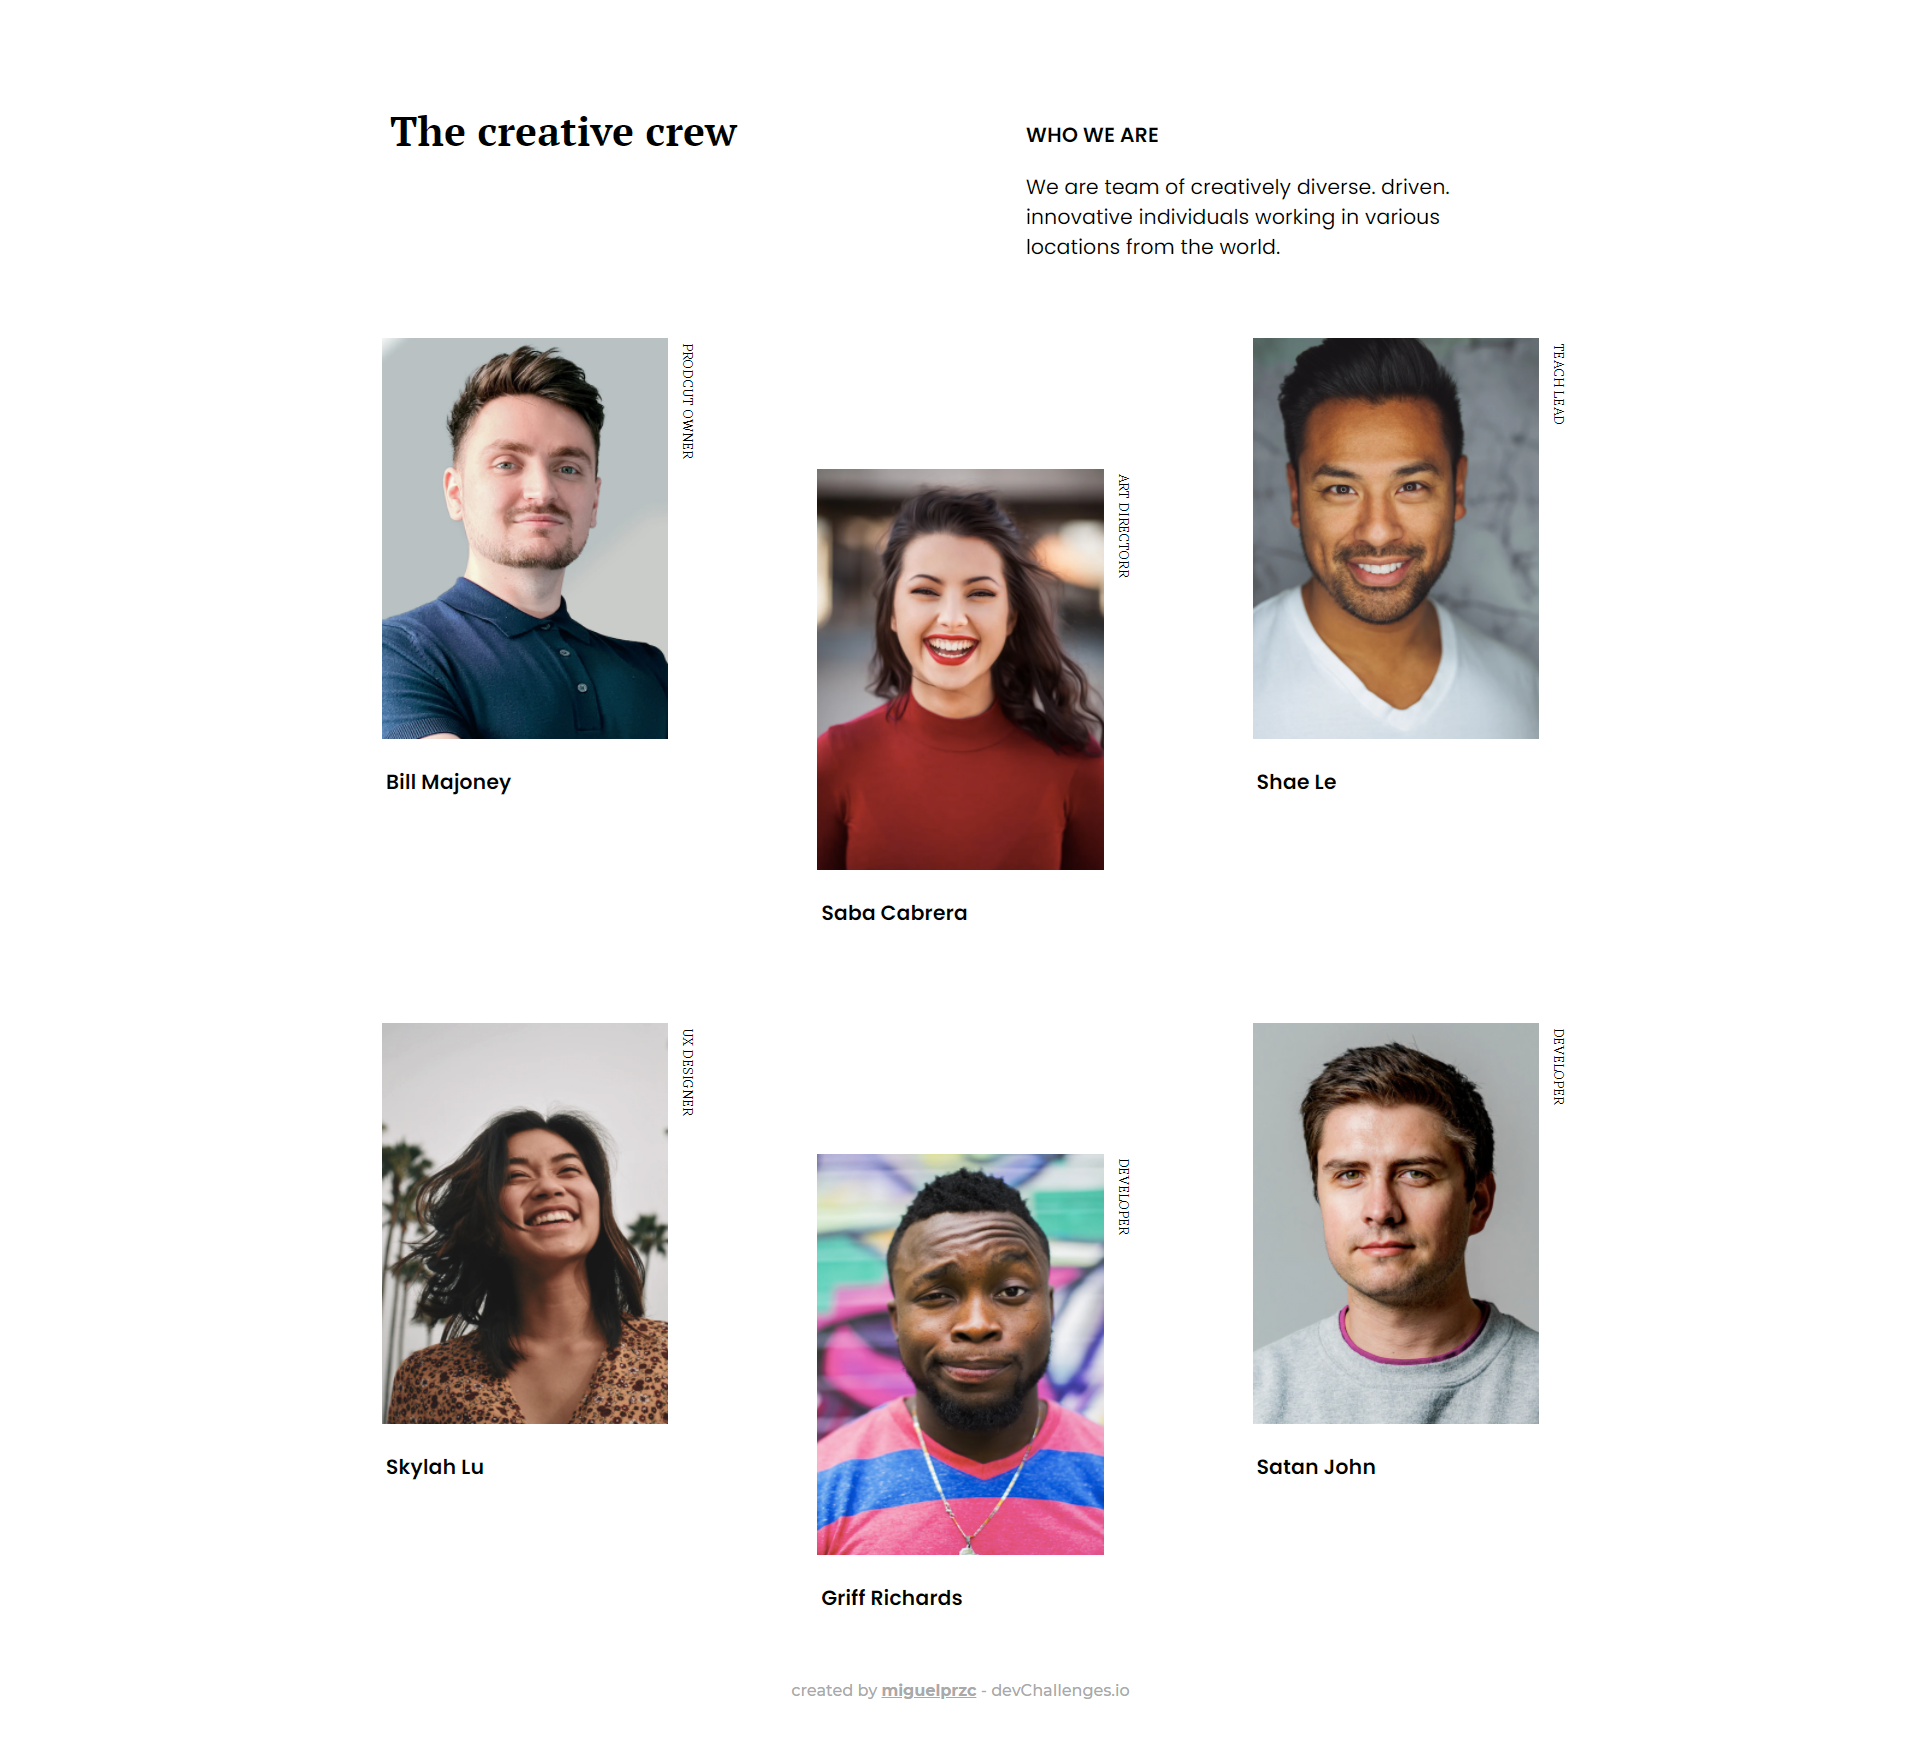 The creative crew
WHO WE ARE
We are team of creatively diverse. driven.
innovative individuals working in various
locations from the world.
PRODCUT OWNER
Bill Majoney
ART DIRECTORR
Saba Cabrera
TEACH LEAD
Shae Le
UX DESIGNER
Skylah Lu
DEVELOPER
Griff Richards
DEVELOPER
Satan John
created by miguelprzc - devChallenges.io